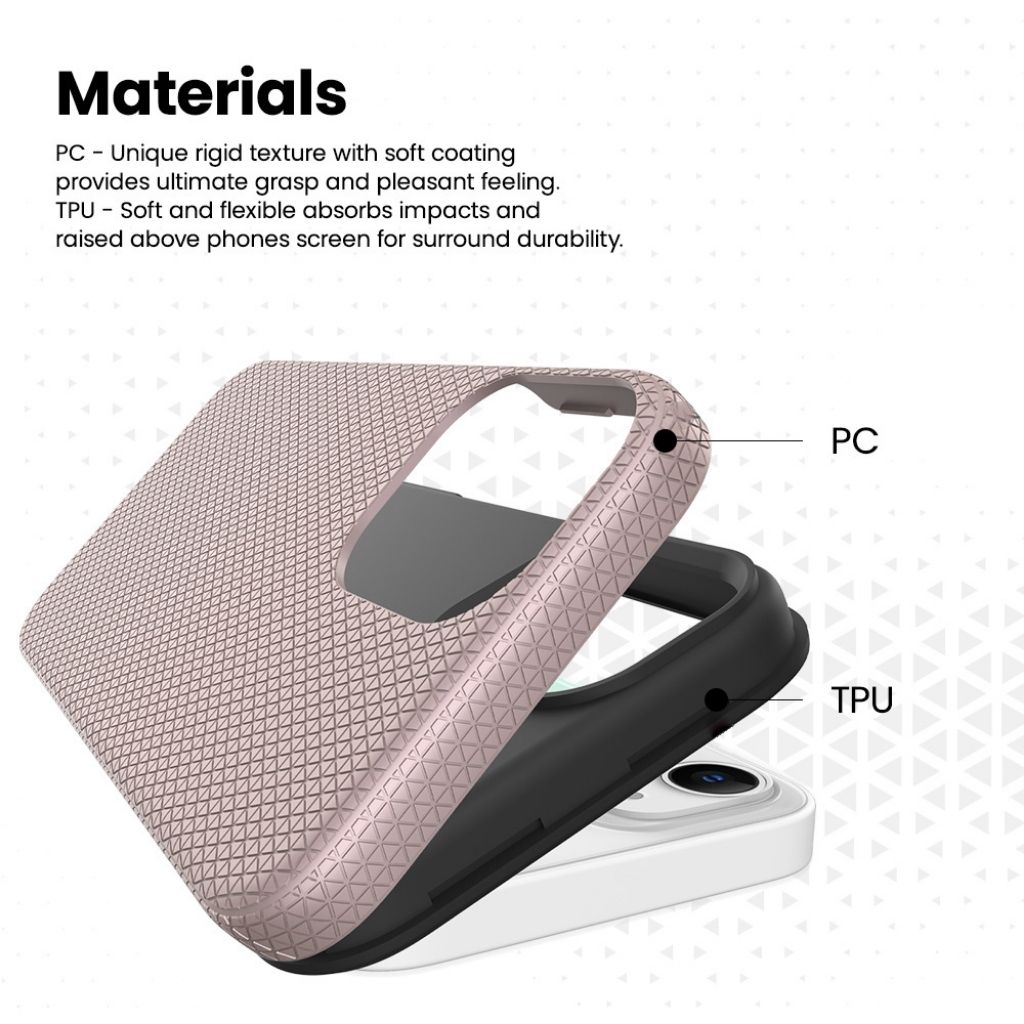 Materials
PC - Unique rigid texture with soft coating
provides ultimate grasp and pleasant feeling.
TPU - Soft and flexible absorbs impacts and
raised above phones screen for surround durability.
PC
TPU